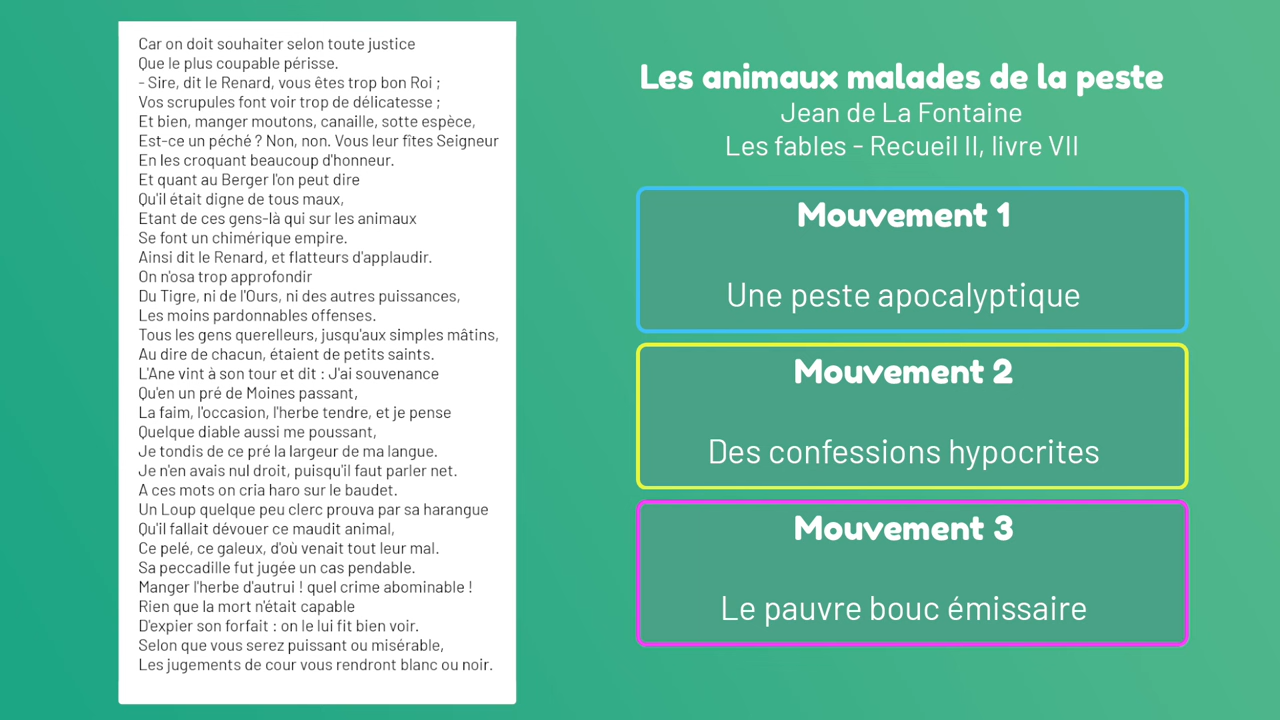 Car on doit souhaiter selon toute justice
Que le plus coupable périsse.
- Sire, dit le Renard, vous êtes trop bon Roi ;
Vos scrupules font voir trop de délicatesse ;
Et bien, manger moutons, canaille, sotte espèce,
Est-ce un péché ? Non, non. Vous leur fîtes Seigneur
En les croquant beaucoup d'honneur.
Et quant au Berger l'on peut dire
Qu'il était digne de tous maux,
Etant de ces gens-là qui sur les animaux
Se font un chimérique empire.
Ainsi dit le Renard, et flatteurs d'applaudir.
On n'osa trop approfondir
Du Tigre, ni de l'Ours, ni des autres puissances,
Les moins pardonnables offenses.
Tous les gens querelleurs, jusqu'aux simples mâtins,
Au dire de chacun, étaient de petits saints.
L'Ane vint à son tour et dit : J'ai souvenance
Qu'en un pré de Moines passant,
La faim, l'occasion, l'herbe tendre, et je pense
Quelque diable aussi me poussant,
Je tondis de ce pré la largeur de ma langue.
Je n'en avais nul droit, puisqu'il faut parler net.
A ces mots on cria haro sur le baudet.
Un Loup quelque peu clerc prouva par sa harangue
Qu'il fallait dévouer ce maudit animal,
Ce pelé, ce galeux, d'où venait tout leur mal.
Sa peccadille fut jugée un cas pendable.
Manger l'herbe d'autrui ! quel crime abominable !
Rien que la mort n'était capable
D'expier son forfait : on le lui fit bien voir.
Selon que vous serez puissant ou misérable,
Les jugements de cour vous rendront blanc ou noir.
Les animaux malades de la peste
Jean de La Fontaine
Les fables - Recueil II, livre VII
Mouvement 1
Une peste apocalyptique
Mouvement 2
Des confessions hypocrites
Mouvement 3
Le pauvre bouc émissaire